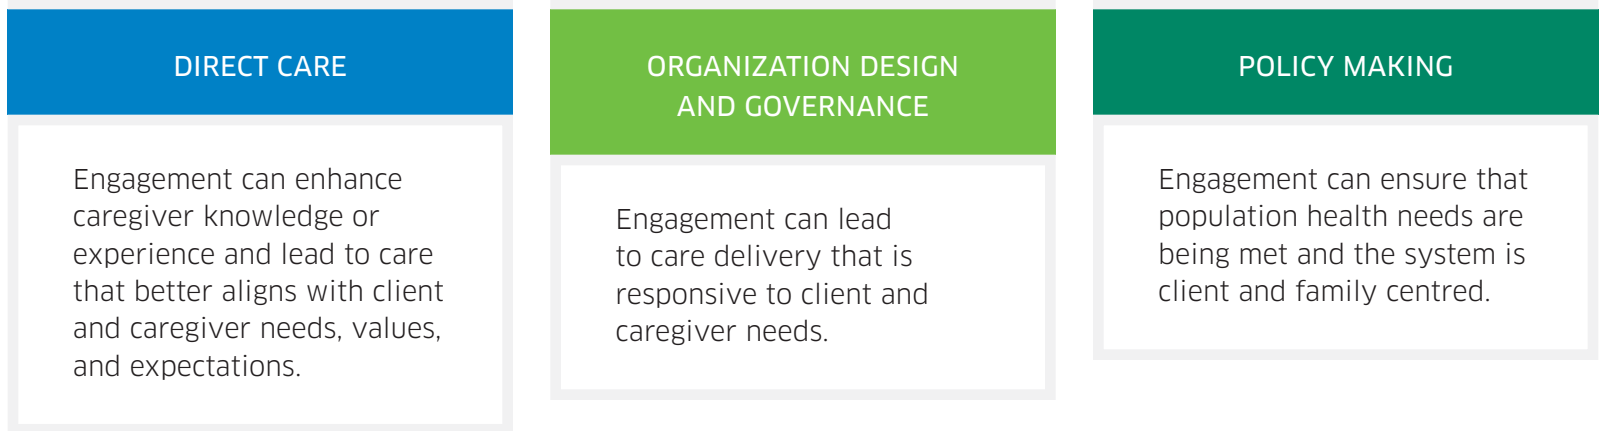 DIRECT CARE
Engagement can enhance
caregiver knowledge or
experience and lead to care
that better aligns with client
and caregiver needs, values,
and expectations.
ORGANIZATION DESIGN
AND GOVERNANCE
Engagement can lead
to care delivery that is
responsive to client and
caregiver needs.
POLICY MAKING
Engagement can ensure that
population health needs are
being met and the system is
client and family centred.